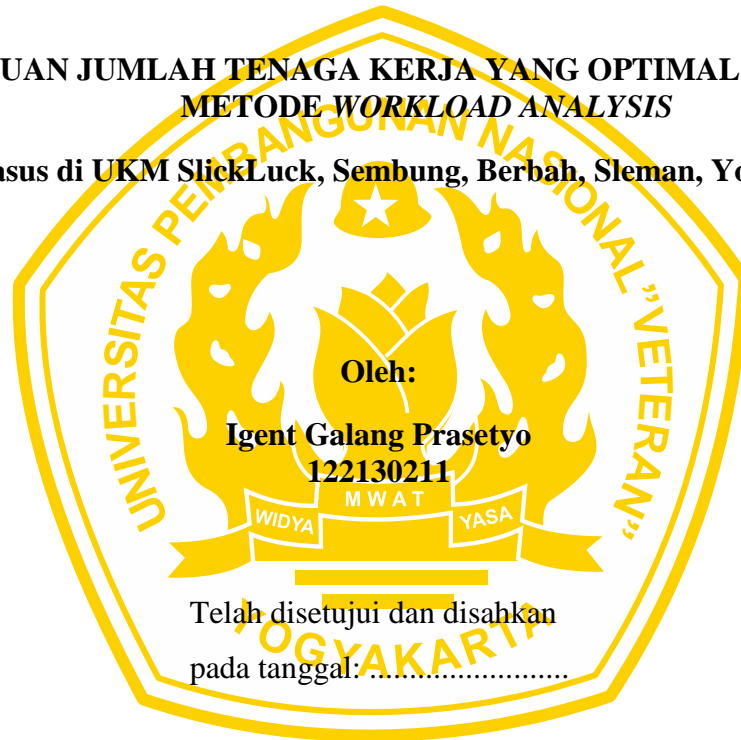 UAN JUMLAH TENAGA KERJA YANG OPTIMAL
METODE WORKLOAD ANALYSIS
asus di UKM SlickLuck, Sembung, Berbah, Sleman, Yo
UNIVERSITAS PEMBANGUNAN NASIONAL "VETERAN"
Oleh:
Igent Galang Prasetyo
122130211
WIDYA MWAT YASA
Telah disetujui dan disahkan
YOGYAKARTA
pada tanggal: .........................